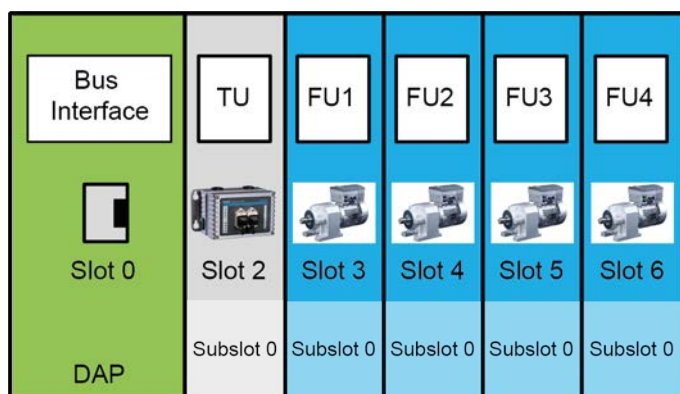 Bus
Interface
TU
FU1
FU2
FU3
FU4
Slot 0
Slot 2
Slot 3
Slot 4
Slot 5
Slot 6
Subslot 0
Subslot 0
Subslot 0
Subslot 0
Subslot 0
DAP